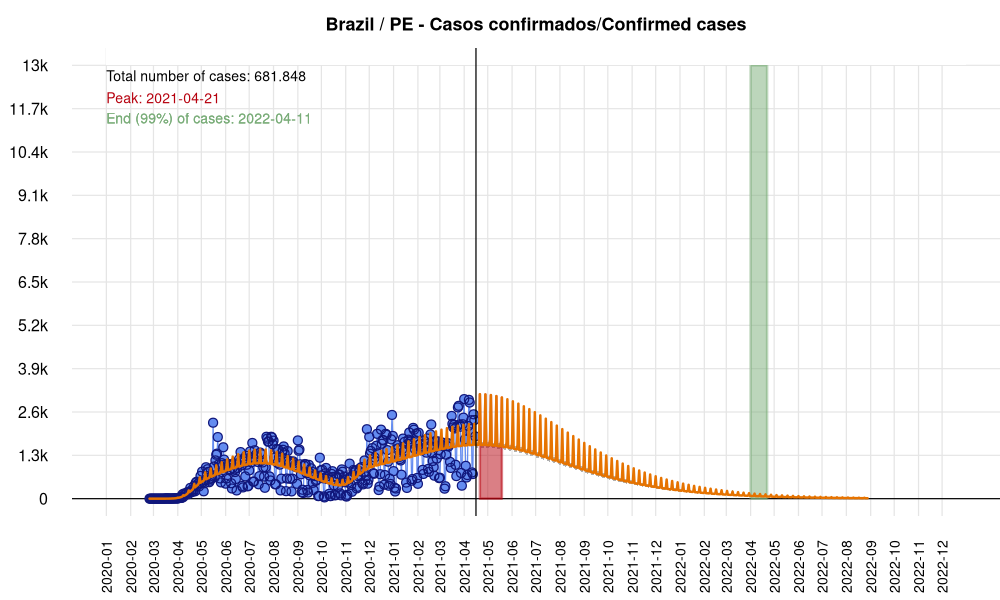 Brazil / PE - Casos confirmados/Confirmed cases
Total number of cases: 681.848
Peak: 2021-04-21
End (99%) of cases: 2022-04-11
13k
11.7k
10.4k
9.1k
7.8k
6.5k
5.2k
3.9k
2.6k
1.3k
0
2020-01
2020-02
2020-03
2020-04
2020-05
2020-06
2020-07
2020-08
2020-09
2020-10
2020-11
2020-12
2021-01
2021-02
2021-03
2021-04
2021-05
2021-06
2021-07
2021-08
2021-09
2021-10
2021-11
2021-12
2022-01
2022-02
2022-03
2022-04
2022-05
2022-06
2022-07
2022-08
2022-09
2022-10
2022-11
2022-12